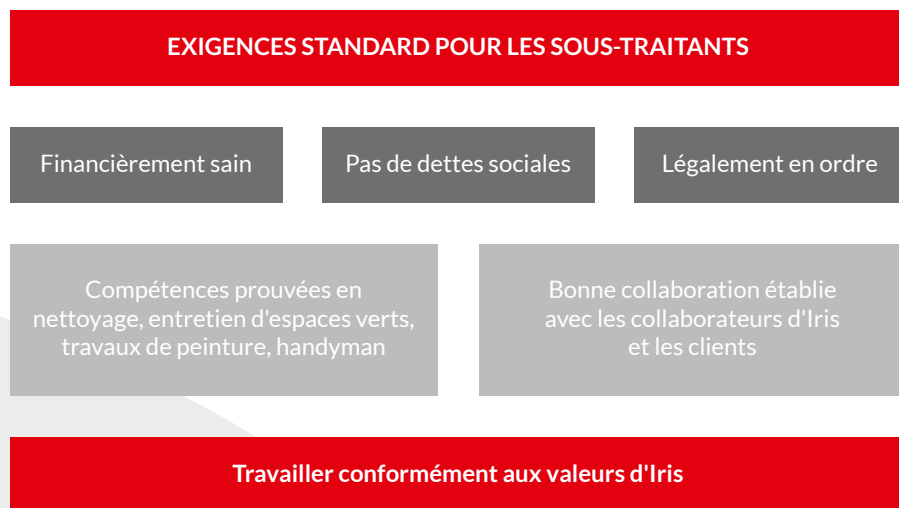 EXIGENCES STANDARD POUR LES SOUS-TRAITANTS
Financièrement sain
Pas de dettes sociales
Légalement en ordre
Compétences prouvées en
nettoyage, entretien d'espaces verts,
travaux de peinture, handyman
Bonne collaboration établie
avec les collaborateurs d'Iris
et les clients
Travailler conformément aux valeurs d'Iris